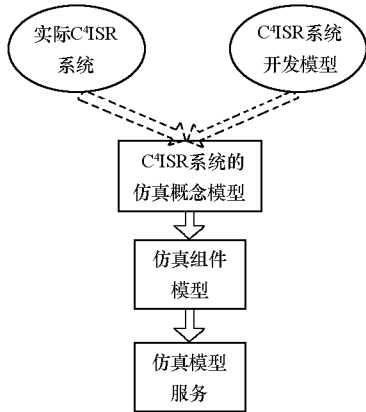 实际C⁴ISR
系统
C⁴ISR系统
开发模型
C⁴ISR系统的
仿真概念模型
仿真组件
模型
仿真模型
服务